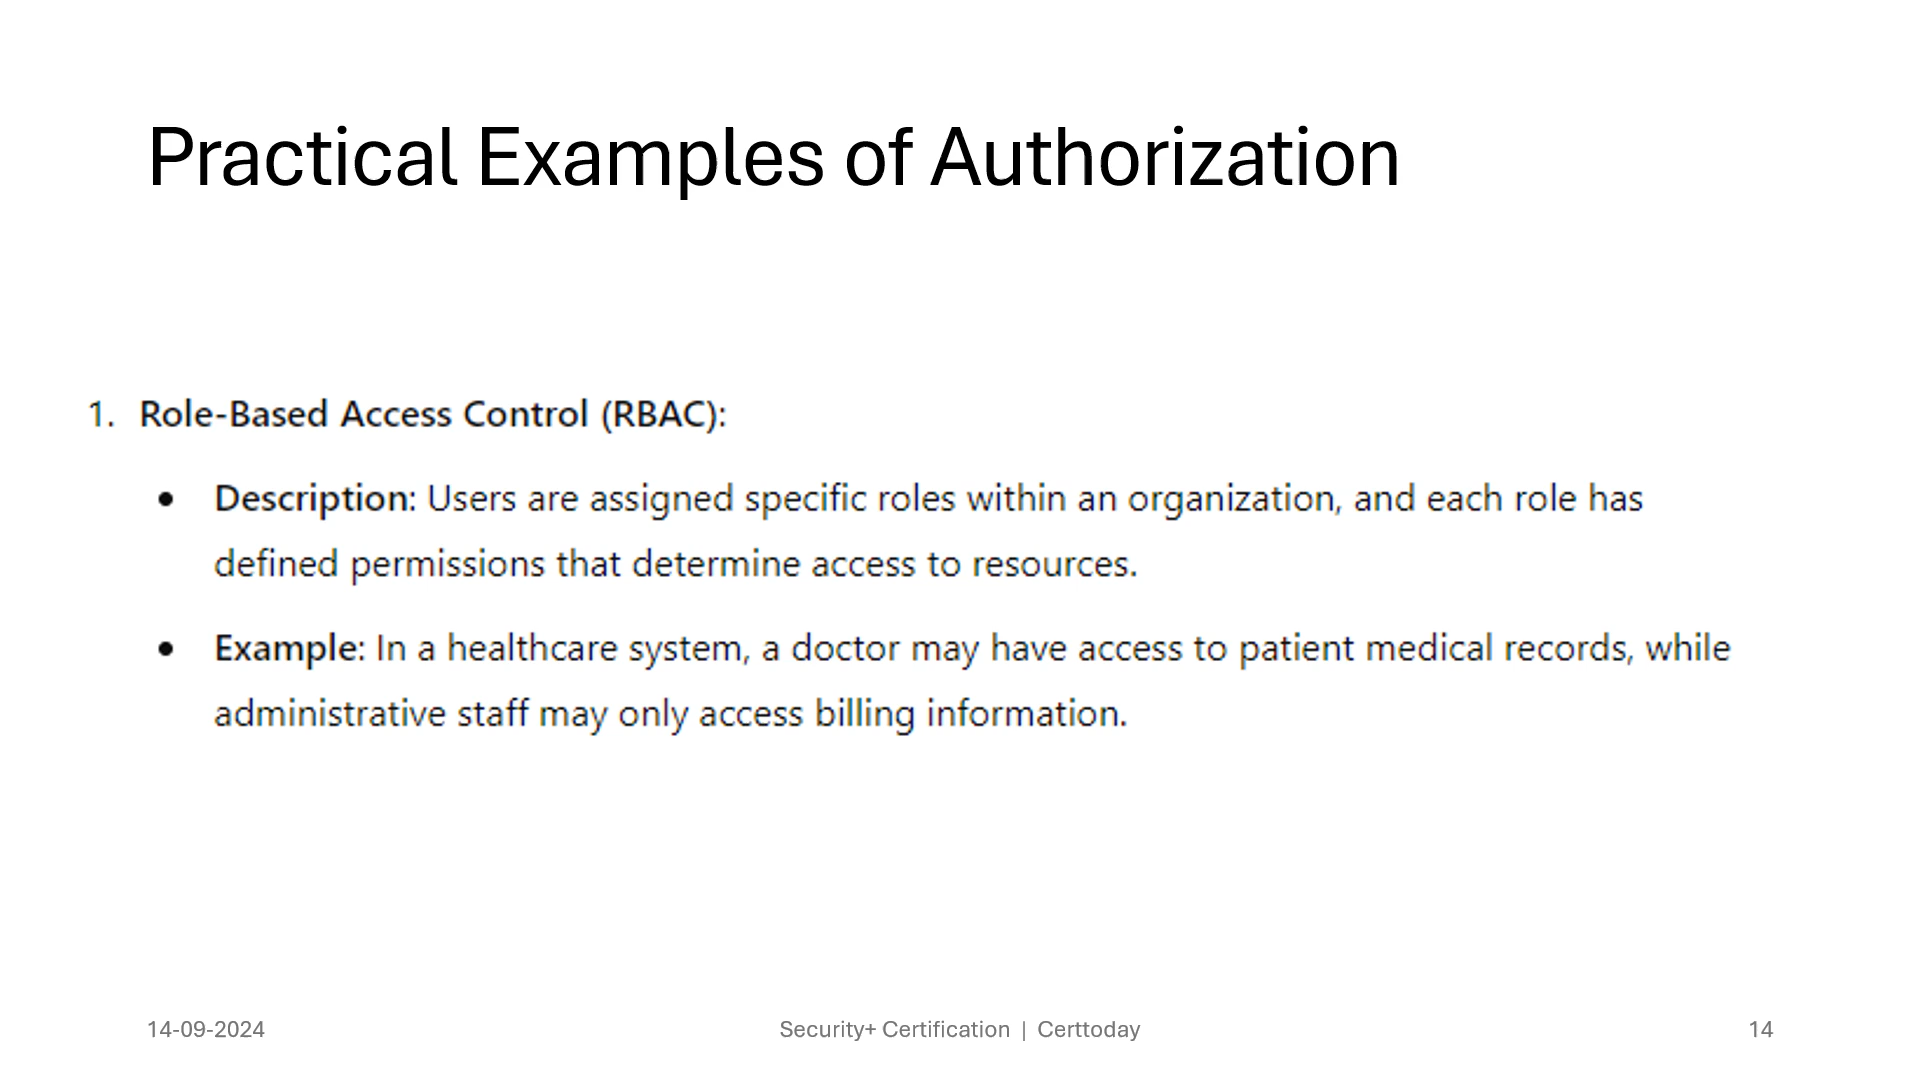 Practical Examples of Authorization
1. Role-Based Access Control (RBAC):
• Description: Users are assigned specific roles within an organization, and each role has
defined permissions that determine access to resources.
• Example: In a healthcare system, a doctor may have access to patient medical records, while
administrative staff may only access billing information.
14-09-2024
Security+ Certification | Certtoday
14